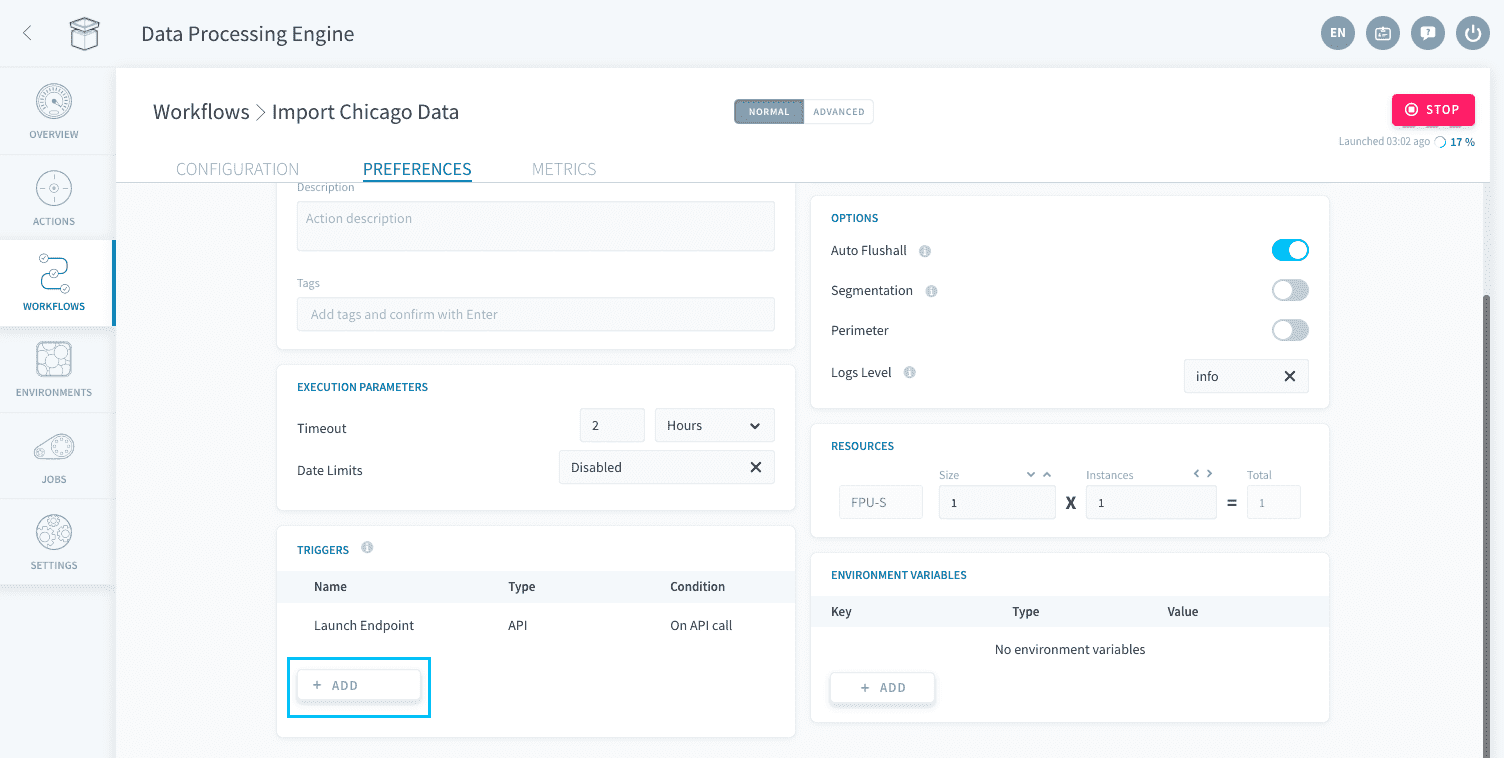 Data Processing Engine
EN
OVERVIEW
ACTIONS
WORKFLOWS
ENVIRONMENTS
JOBS
SETTINGS
Workflows > Import Chicago Data
NORMAL ADVANCED
STOP
Launched 03:02 ago 17 %
CONFIGURATION PREFERENCES METRICS
Description
Action description
Tags
Add tags and confirm with Enter
EXECUTION PARAMETERS
Timeout 2 Hours
Date Limits Disabled
TRIGGERS
Name Type Condition
Launch Endpoint API On API call
+ ADD
OPTIONS
Auto Flushall
Segmentation
Perimeter
Logs Level info
RESOURCES
Size Instances Total
FPU-S 1 X 1 = 1
ENVIRONMENT VARIABLES
Key Type Value
No environment variables
+ ADD